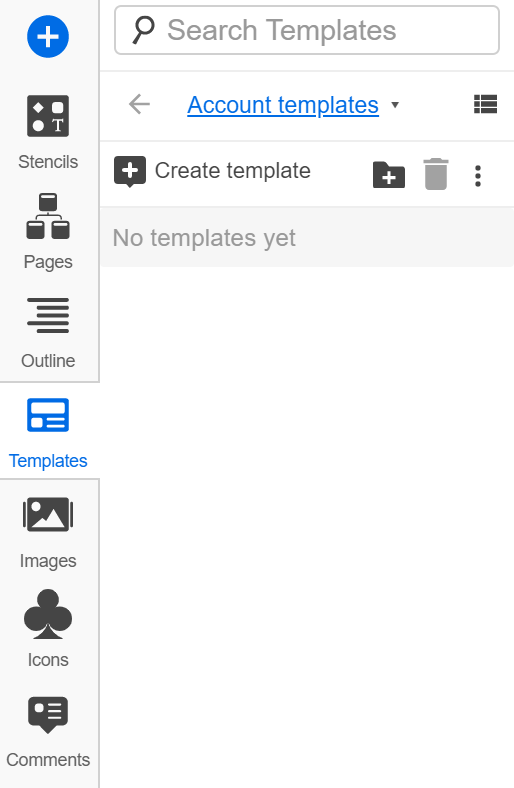 Search Templates
Account templates
Create template
No templates yet
T
Stencils
Pages
Outline
Templates
Images
Icons
Comments